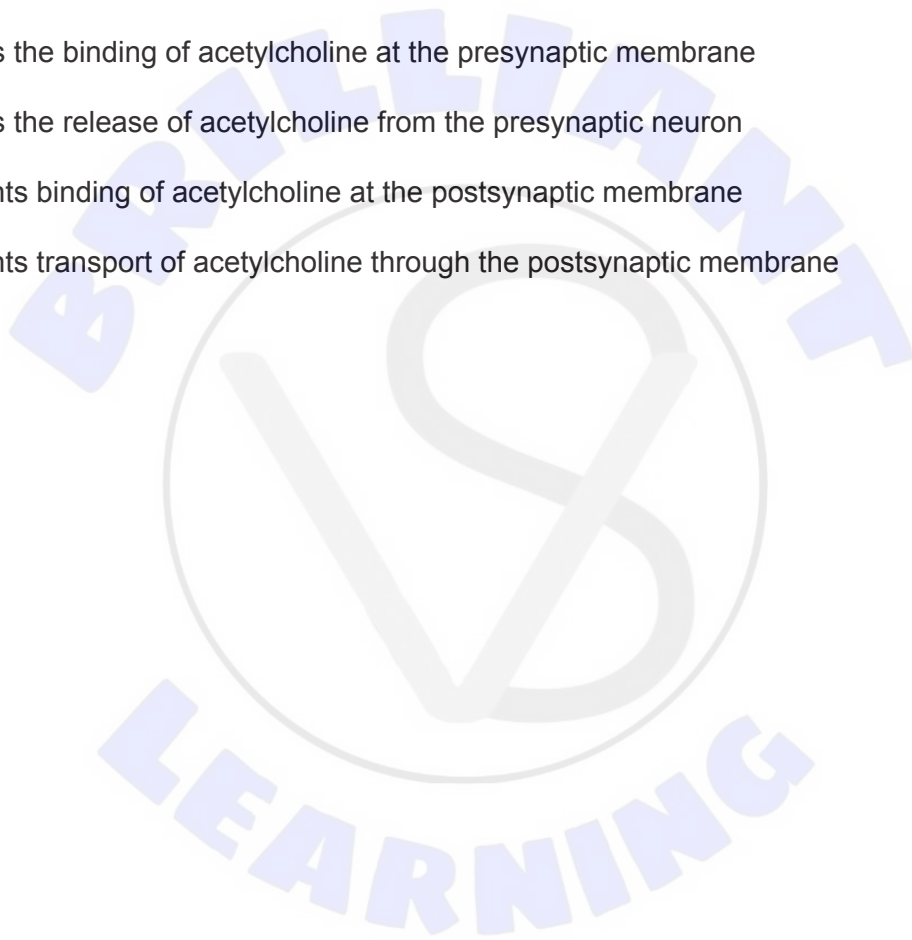 s the binding of acetylcholine at the presynaptic membrane
s the release of acetylcholine from the presynaptic neuron
nts binding of acetylcholine at the postsynaptic membrane
nts transport of acetylcholine through the postsynaptic membrane
BRILLIANT
VS
LEARNING